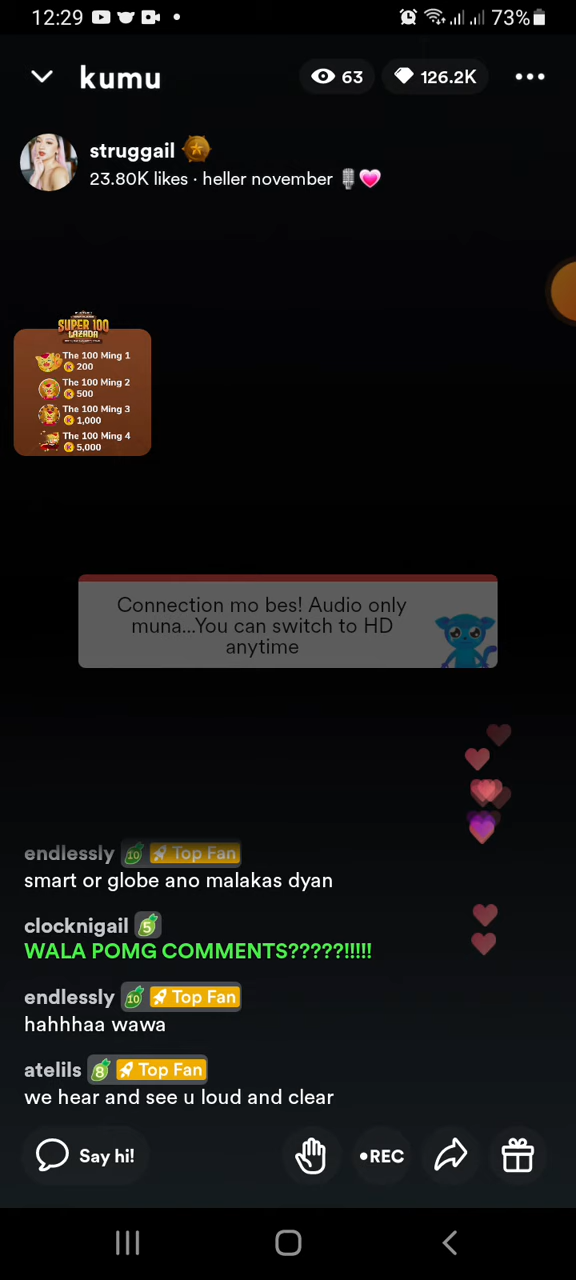 12:29
73%
kumu
63
126.2K
struggail
23.80K likes · heller november
SUPER 100
LAZADA
The 100 Ming 1
200
The 100 Ming 2
500
The 100 Ming 3
1,000
The 100 Ming 4
5,000
Connection mo bes! Audio only
muna...You can switch to HD
anytime
endlessly 10 Top Fan
smart or globe ano malakas dyan
clocknigail 5
WALA POMG COMMENTS?????!!!!!
endlessly 10 Top Fan
hahhhaa wawa
atelils 8 Top Fan
we hear and see u loud and clear
Say hi!
•REC